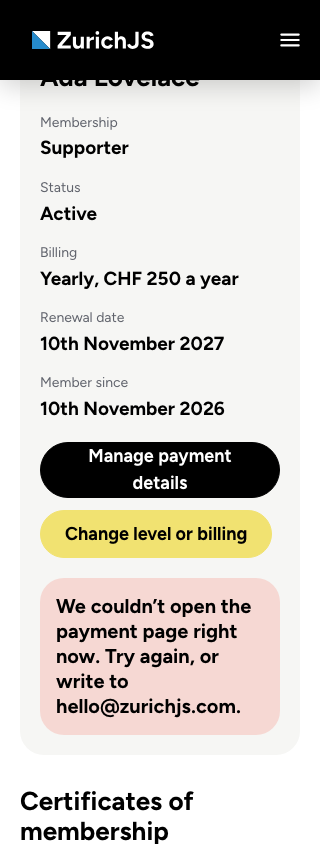 ZurichJS
Ada Lovelace
Membership
Supporter
Status
Active
Billing
Yearly, CHF 250 a year
Renewal date
10th November 2027
Member since
10th November 2026
Manage payment
details
Change level or billing
We couldn’t open the
payment page right
now. Try again, or
write to
hello@zurichjs.com.
Certificates of
membership